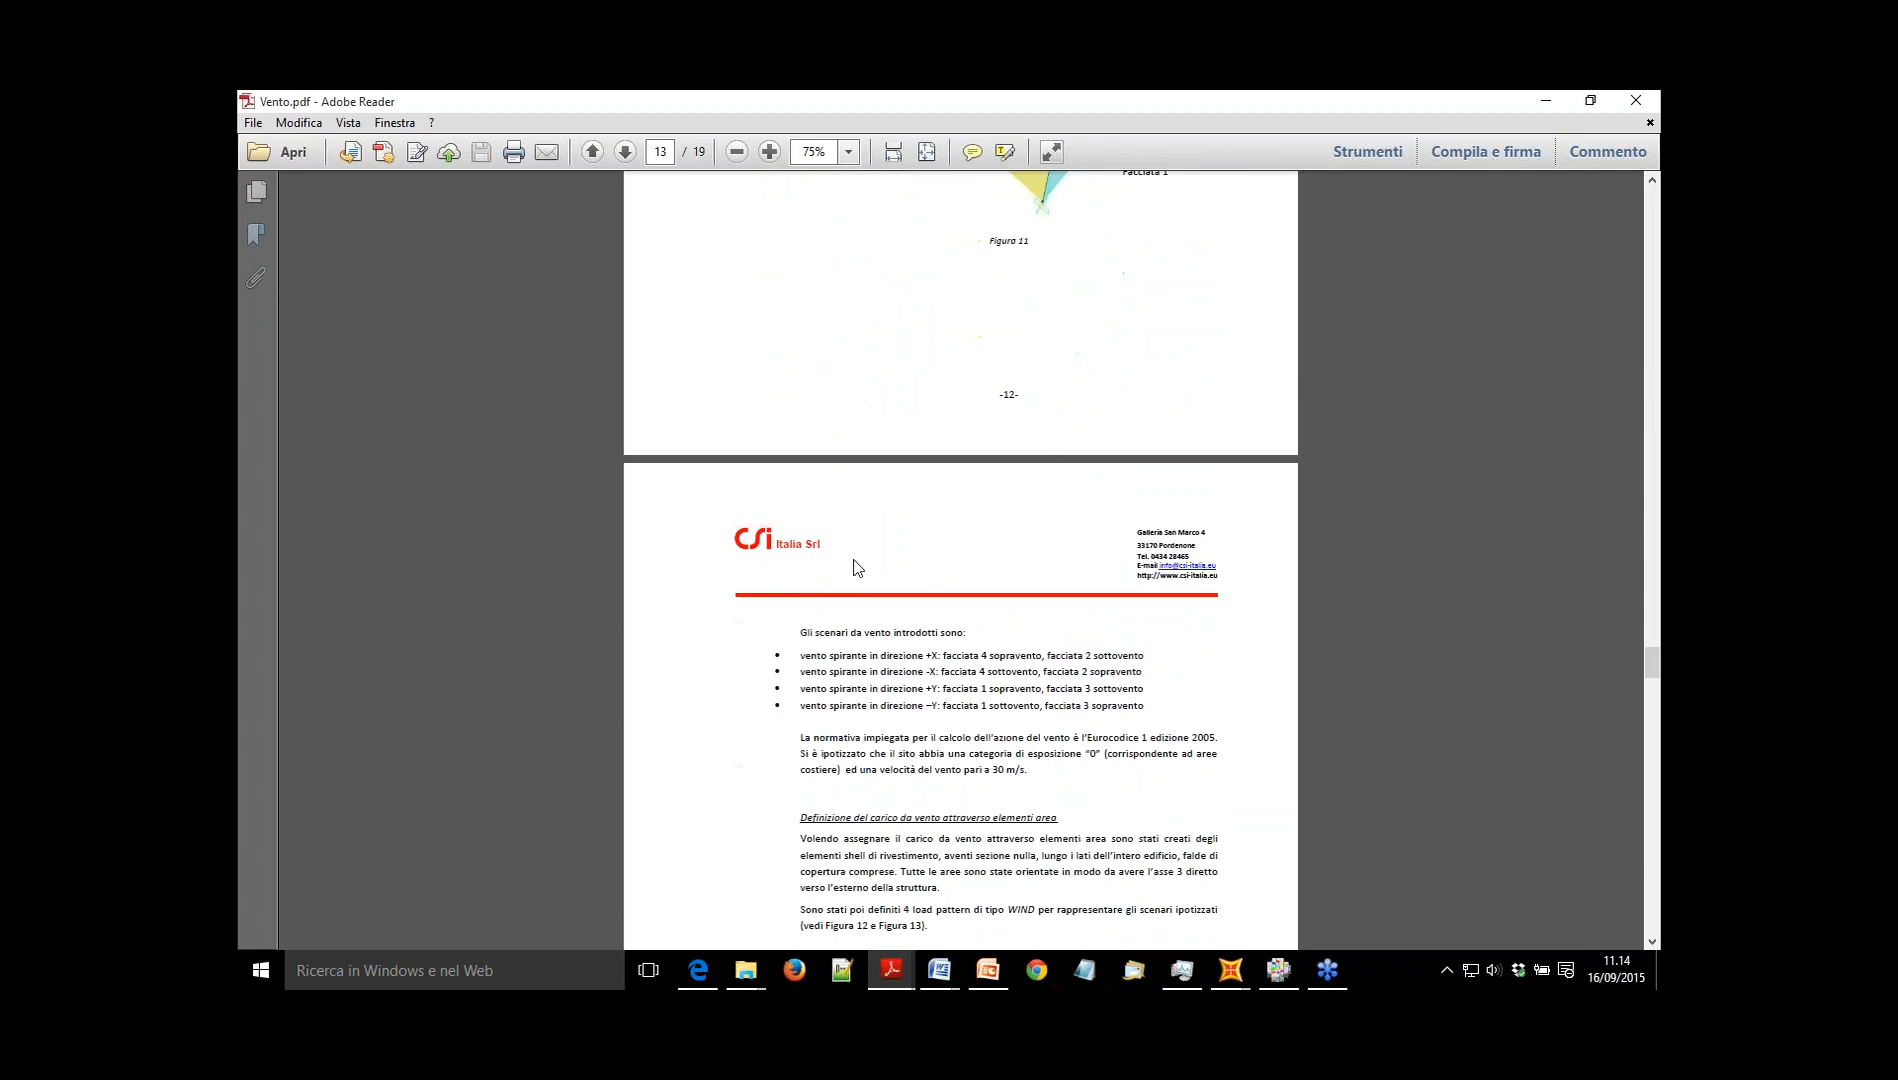 Vento.pdf - Adobe Reader
File Modifica Vista Finestra ?
Apri 13 / 19 75% Strumenti Compila e firma Commento
Facciata 1
Figura 11
-12-
CSi Italia Srl
Galleria San Marco 4
33170 Pordenone
Tel. 0434 28465
E-mail info@csi-italia.eu
http://www.csi-italia.eu
Gli scenari da vento introdotti sono:
• vento spirante in direzione +X: facciata 4 sopravento, facciata 2 sottovento
• vento spirante in direzione -X: facciata 4 sottovento, facciata 2 sopravento
• vento spirante in direzione +Y: facciata 1 sopravento, facciata 3 sottovento
• vento spirante in direzione –Y: facciata 1 sottovento, facciata 3 sopravento
La normativa impiegata per il calcolo dell'azione del vento è l'Eurocodice 1 edizione 2005.
Si è ipotizzato che il sito abbia una categoria di esposizione “0” (corrispondente ad aree
costiere) ed una velocità del vento pari a 30 m/s.
Definizione del carico da vento attraverso elementi area
Volendo assegnare il carico da vento attraverso elementi area sono stati creati degli
elementi shell di rivestimento, aventi sezione nulla, lungo i lati dell'intero edificio, falde di
copertura comprese. Tutte le aree sono state orientate in modo da avere l'asse 3 diretto
verso l'esterno della struttura.
Sono stati poi definiti 4 load pattern di tipo WIND per rappresentare gli scenari ipotizzati
(vedi Figura 12 e Figura 13).
Ricerca in Windows e nel Web
11.14
16/09/2015